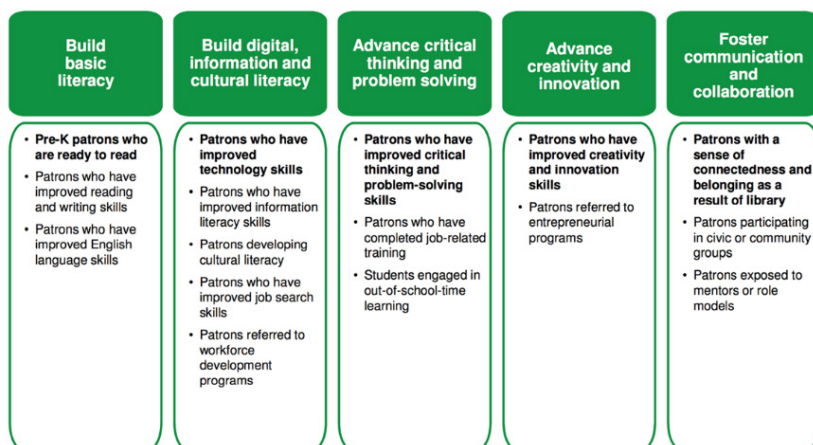 Build
basic
literacy
• Pre-K patrons who
are ready to read
• Patrons who have
improved reading
and writing skills
• Patrons who have
improved English
language skills
Build digital,
information and
cultural literacy
• Patrons who have
improved
technology skills
• Patrons who have
improved information
literacy skills
• Patrons developing
cultural literacy
• Patrons who have
improved job search
skills
• Patrons referred to
workforce
development
programs
Advance critical
thinking and
problem solving
• Patrons who have
improved critical
thinking and
problem-solving
skills
• Patrons who have
completed job-related
training
• Students engaged in
out-of-school-time
learning
Advance
creativity and
innovation
• Patrons who have
improved creativity
and innovation
skills
• Patrons referred to
entrepreneurial
programs
Foster
communication
and
collaboration
• Patrons with a
sense of
connectedness and
belonging as a
result of library
• Patrons participating
in civic or community
groups
• Patrons exposed to
mentors or role
models